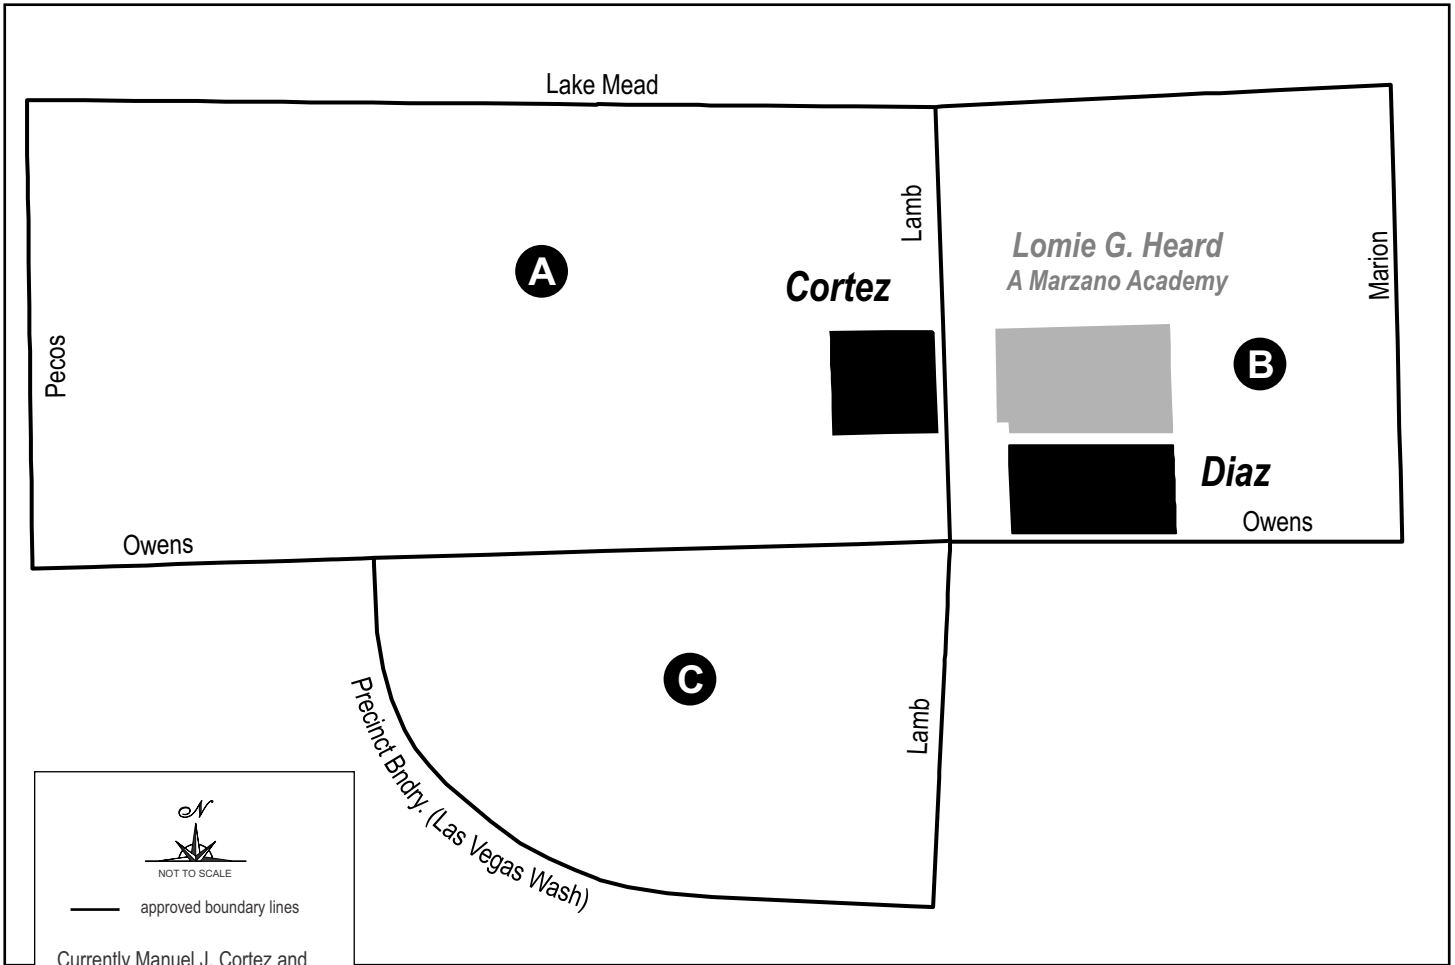 Lake Mead
Lamb
Lomie G. Heard
A Marzano Academy
Marion
A
Cortez
Pecos
B
Diaz
Owens
Owens
C
Precinct Bndry. (Las Vegas Wash)
Lamb
N
NOT TO SCALE
approved boundary lines
Currently Manuel J. Cortez and